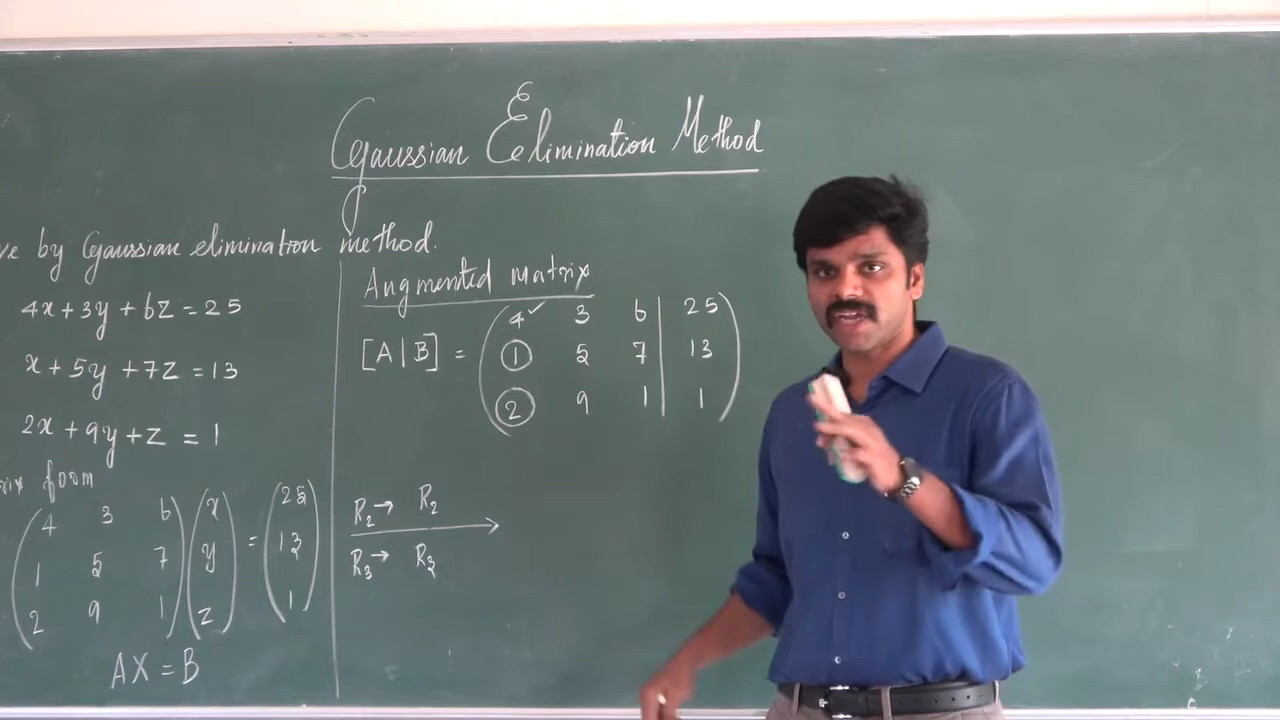 Gaussian Elimination Method
ve by Gaussian elimination method.
4x + 3y + 6z = 25
x + 5y + 7z = 13
2x + 9y + z = 1
rix form
4 3 6 x 25
1 5 7 y = 13
2 9 1 z 1
AX = B
Augmented matrix
4 ✓ 3 6 | 25
[A | B] = 1 5 7 | 13
2 9 1 | 1
R₂ → R₂
R₃ → R₃